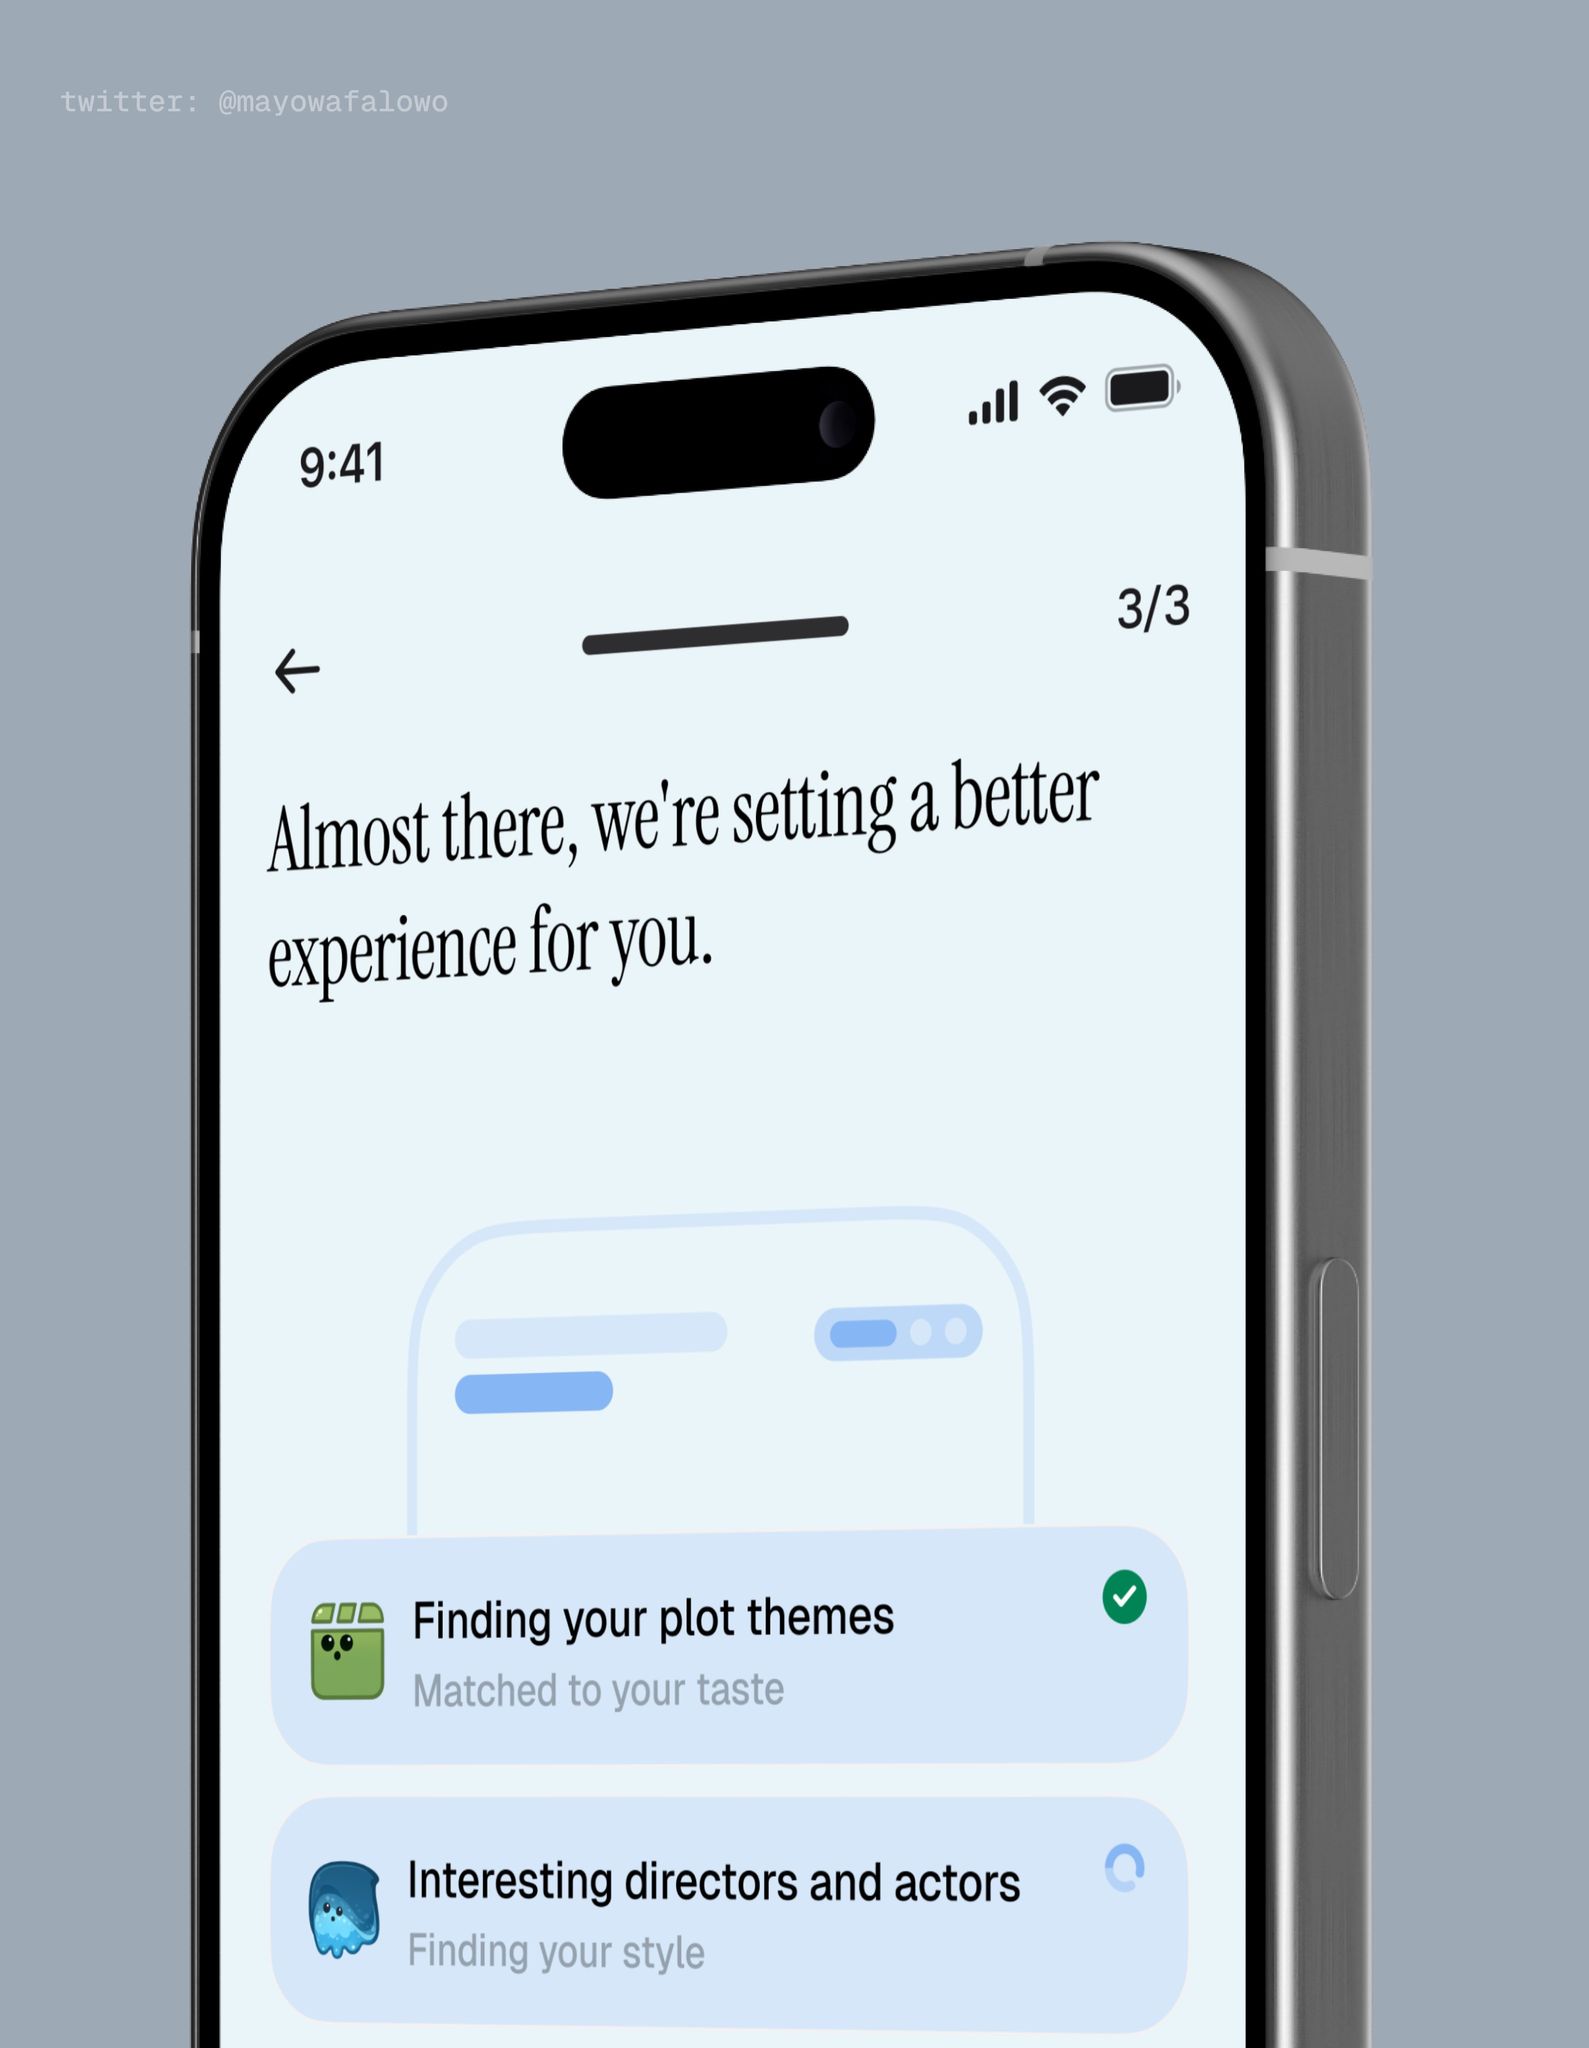 twitter: @mayowafalowo
9:41
3/3
Almost there, we're setting a better
experience for you.
Finding your plot themes
Matched to your taste
Interesting directors and actors
Finding your style